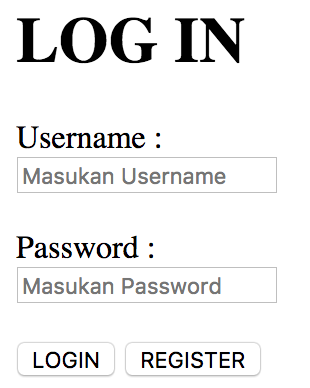 LOG IN
Username :
Masukan Username
Password :
Masukan Password
LOGIN REGISTER